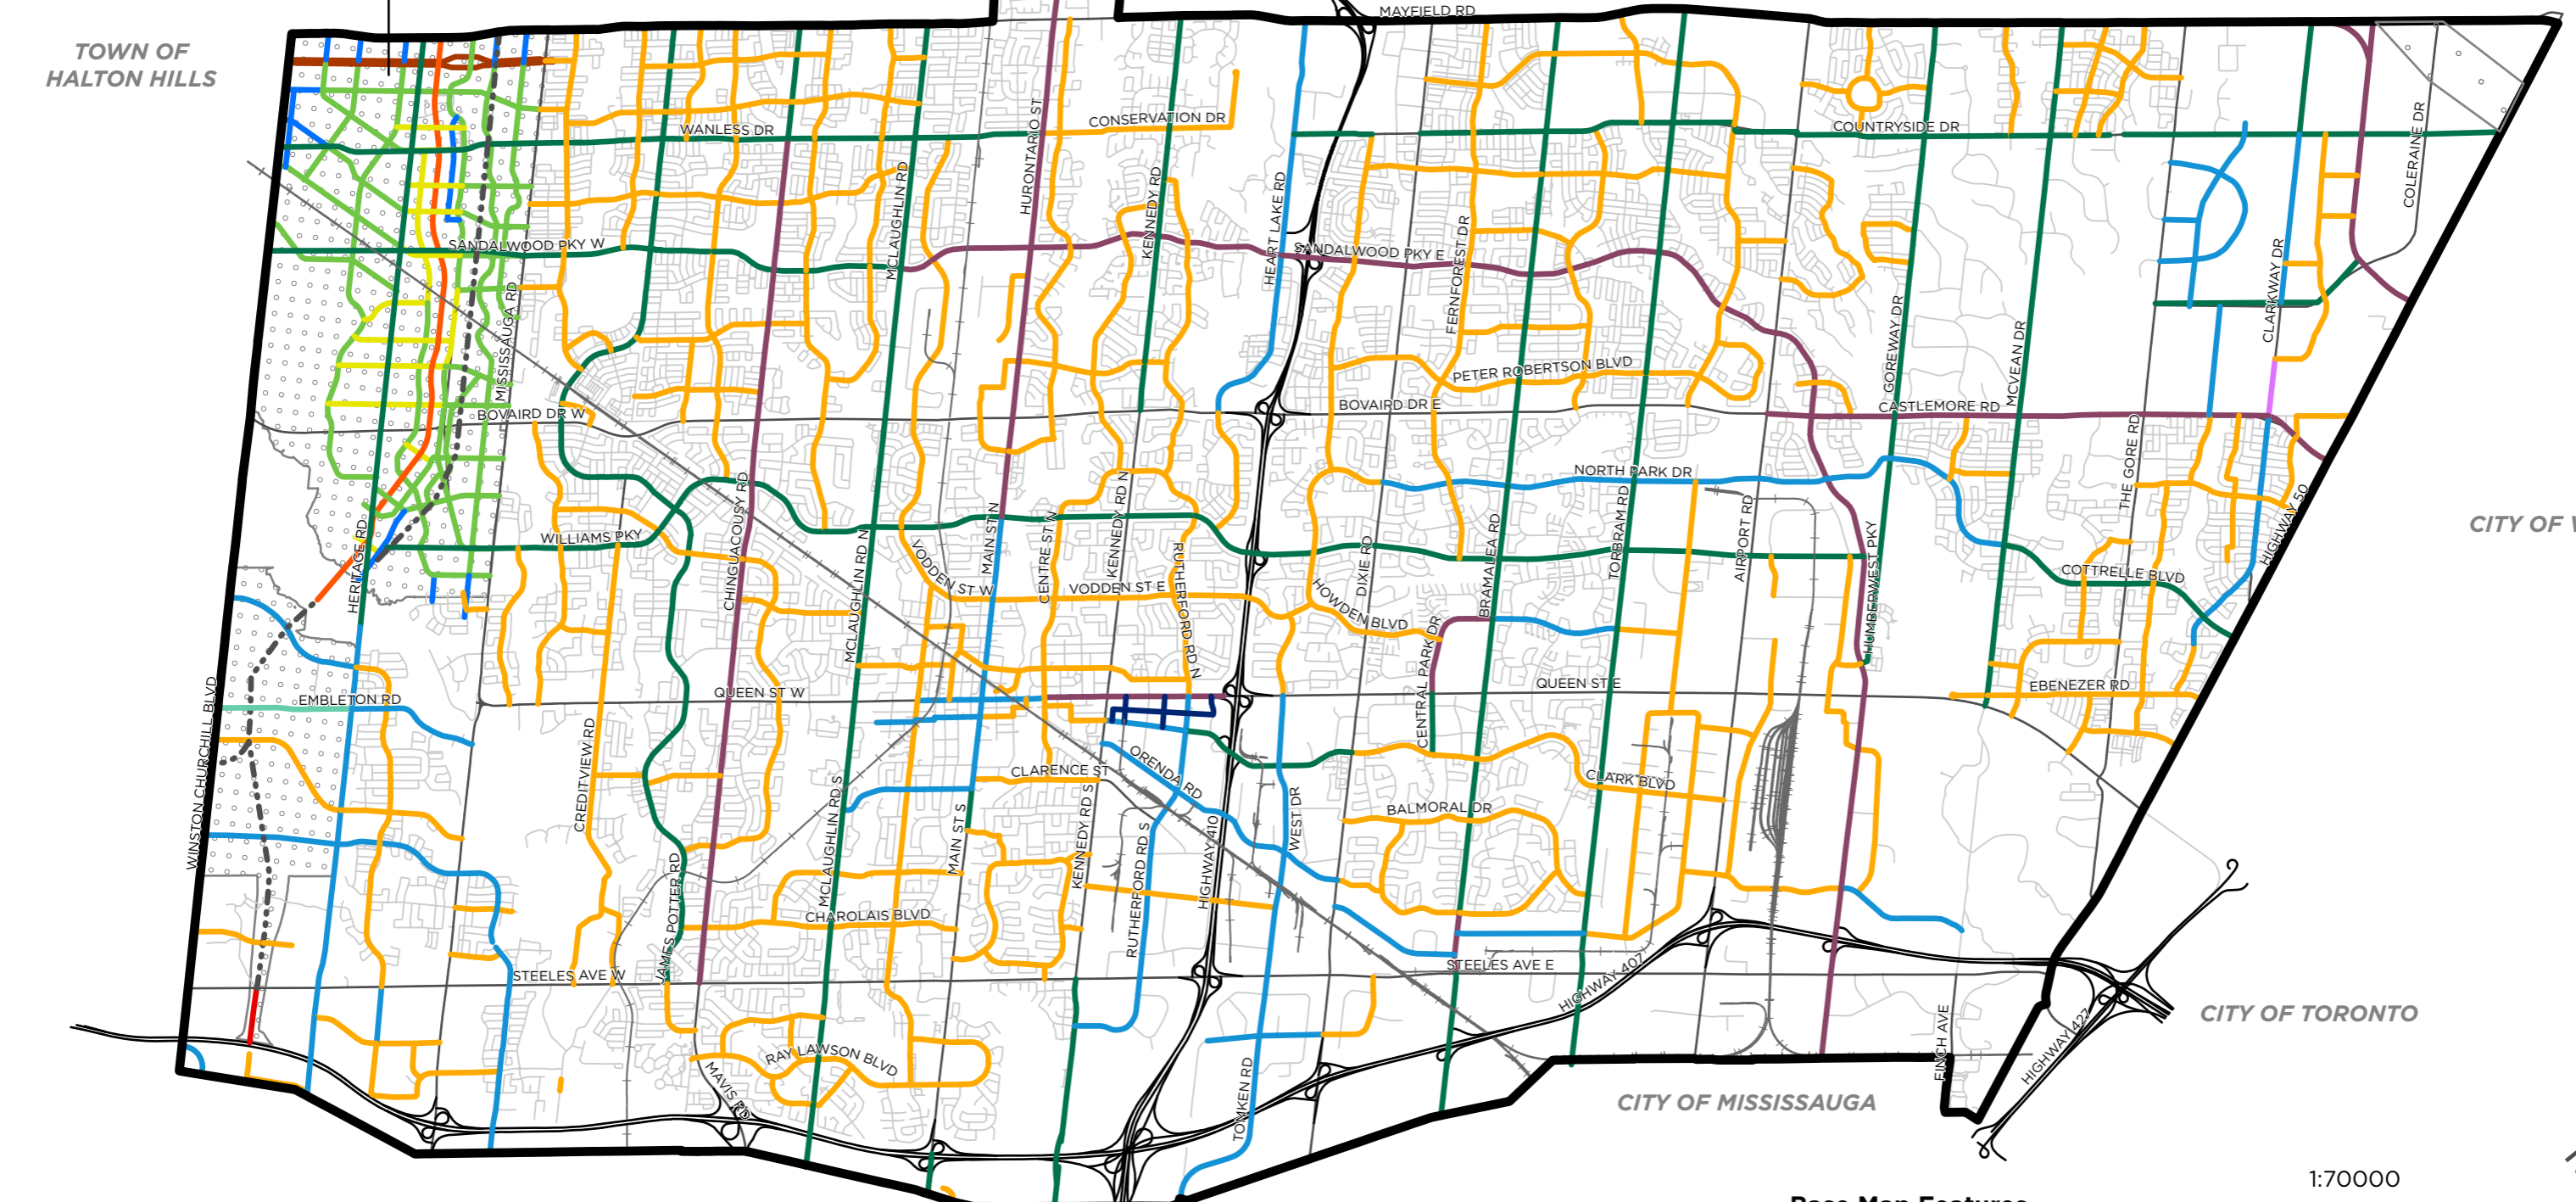 MAYFIELD RD
TOWN OF
HALTON HILLS
WANLESS DR
CONSERVATION DR
COUNTRYSIDE DR
HURONTARIO ST
MCLAUGHLIN RD
KENNEDY RD
HEART LAKE RD
COLERAINE DR
SANDALWOOD PKY W
SANDALWOOD PKY E
FERNFOREST DR
CLARKWAY DR
MISSISSAUGA RD
GOREWAY DR
MCVEAN DR
PETER ROBERTSON BLVD
BOVAIRD DR W
BOVAIRD DR E
CASTLEMORE RD
THE GORE RD
NORTH PARK DR
CHINGUACOUSY RD
KENNEDY RD N
MAIN ST N
CENTRE ST N
TORBRAM RD
AIRPORT RD
HIGHWAY 50
CITY OF V
HERITAGE RD
WILLIAMS PKY
MCLAUGHLIN RD N
VODDEN ST W
VODDEN ST E
RUTHERFORD RD N
DIXIE RD
BRAMALEA RD
HUMBERWEST PKY
COTTRELLE BLVD
HOWDEN BLVD
CENTRAL PARK DR
WINSTON CHURCHILL BLVD
EMBLETON RD
QUEEN ST W
QUEEN ST E
EBENEZER RD
CREDITVIEW RD
CLARENCE ST
ORENDA RD
CLARK BLVD
BALMORAL DR
MCLAUGHLIN RD S
MAIN ST S
KENNEDY RD S
RUTHERFORD RD S
HIGHWAY 410
WEST DR
JAMES POTTER RD
CHAROLAIS BLVD
STEELES AVE W
STEELES AVE E
HIGHWAY 407
CITY OF TORONTO
FINCH AVE
HIGHWAY 427
RAY LAWSON BLVD
MAVIS RD
TOMKEN RD
CITY OF MISSISSAUGA
1:70000
Base Map Features